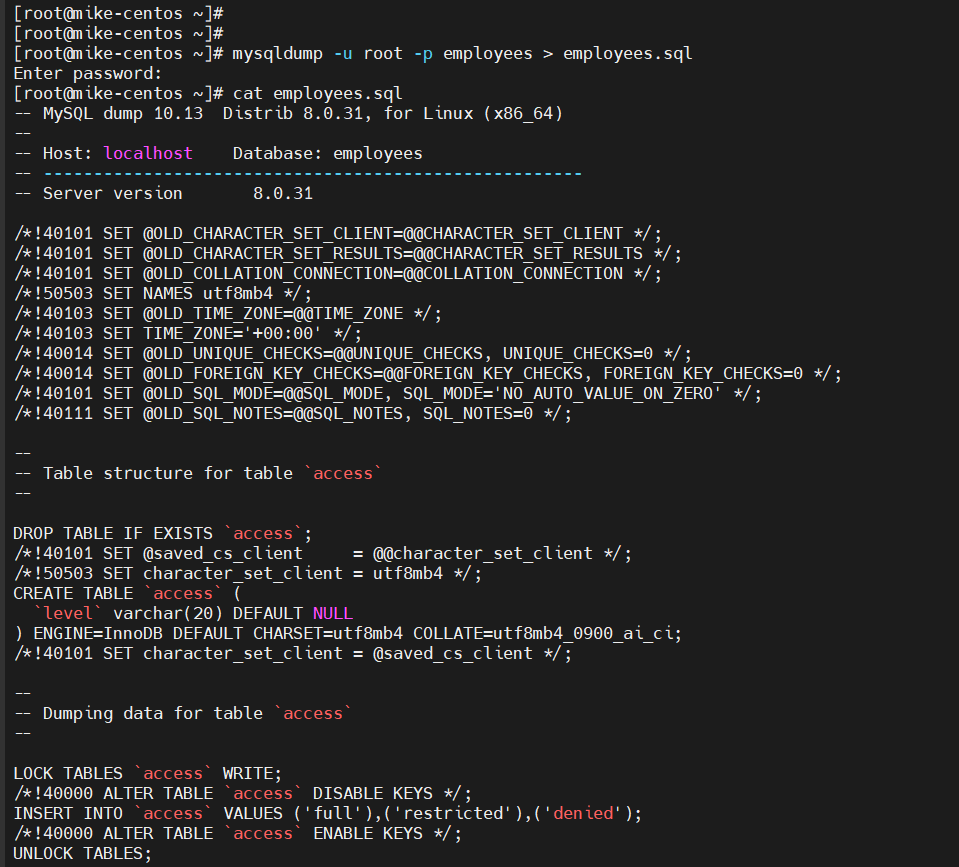 [root@mike-centos ~]#
[root@mike-centos ~]#
[root@mike-centos ~]# mysqldump -u root -p employees > employees.sql
Enter password:
[root@mike-centos ~]# cat employees.sql
-- MySQL dump 10.13  Distrib 8.0.31, for Linux (x86_64)
--
-- Host: localhost    Database: employees
-- ------------------------------------------------------
-- Server version       8.0.31

/*!40101 SET @OLD_CHARACTER_SET_CLIENT=@@CHARACTER_SET_CLIENT */;
/*!40101 SET @OLD_CHARACTER_SET_RESULTS=@@CHARACTER_SET_RESULTS */;
/*!40101 SET @OLD_COLLATION_CONNECTION=@@COLLATION_CONNECTION */;
/*!50503 SET NAMES utf8mb4 */;
/*!40103 SET @OLD_TIME_ZONE=@@TIME_ZONE */;
/*!40103 SET TIME_ZONE='+00:00' */;
/*!40014 SET @OLD_UNIQUE_CHECKS=@@UNIQUE_CHECKS, UNIQUE_CHECKS=0 */;
/*!40014 SET @OLD_FOREIGN_KEY_CHECKS=@@FOREIGN_KEY_CHECKS, FOREIGN_KEY_CHECKS=0 */;
/*!40101 SET @OLD_SQL_MODE=@@SQL_MODE, SQL_MODE='NO_AUTO_VALUE_ON_ZERO' */;
/*!40111 SET @OLD_SQL_NOTES=@@SQL_NOTES, SQL_NOTES=0 */;

--
-- Table structure for table `access`
--

DROP TABLE IF EXISTS `access`;
/*!40101 SET @saved_cs_client     = @@character_set_client */;
/*!50503 SET character_set_client = utf8mb4 */;
CREATE TABLE `access` (
  `level` varchar(20) DEFAULT NULL
) ENGINE=InnoDB DEFAULT CHARSET=utf8mb4 COLLATE=utf8mb4_0900_ai_ci;
/*!40101 SET character_set_client = @saved_cs_client */;

--
-- Dumping data for table `access`
--

LOCK TABLES `access` WRITE;
/*!40000 ALTER TABLE `access` DISABLE KEYS */;
INSERT INTO `access` VALUES ('full'),('restricted'),('denied');
/*!40000 ALTER TABLE `access` ENABLE KEYS */;
UNLOCK TABLES;